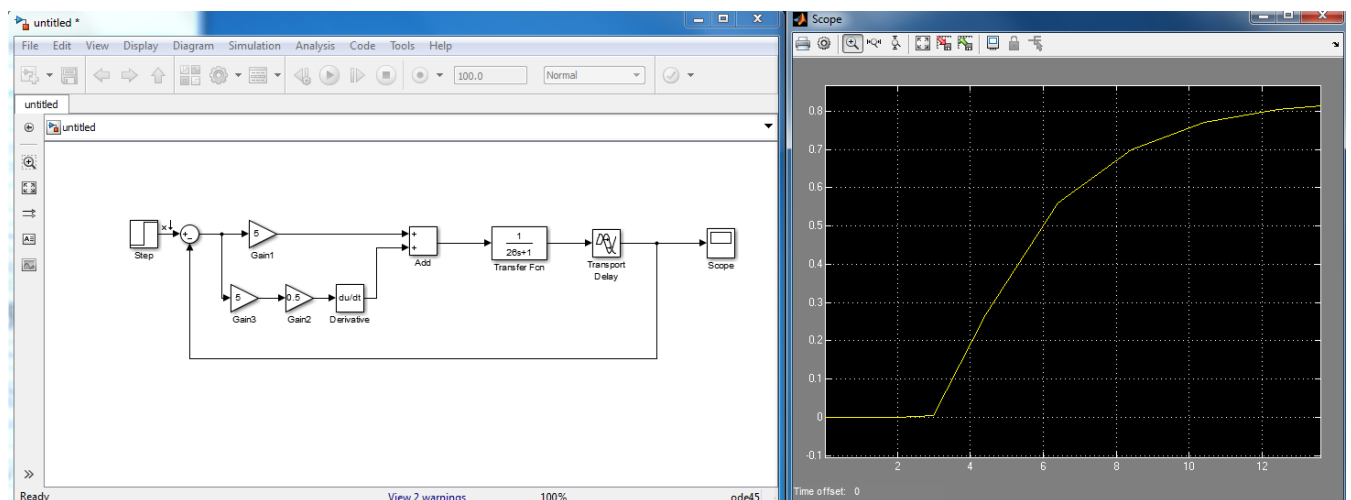 untitled *
File Edit View Display Diagram Simulation Analysis Code Tools Help
100.0
Normal
untitled
untitled
Step
5
Gain1
5
Gain3
0.5
Gain2
du/dt
Derivative
Add
1
26s+1
Transfer Fcn
Transport
Delay
Scope
Ready
View 2 warnings
100%
ode45
Scope
0.8
0.7
0.6
0.5
0.4
0.3
0.2
0.1
0
-0.1
2 4 6 8 10 12
Time offset: 0